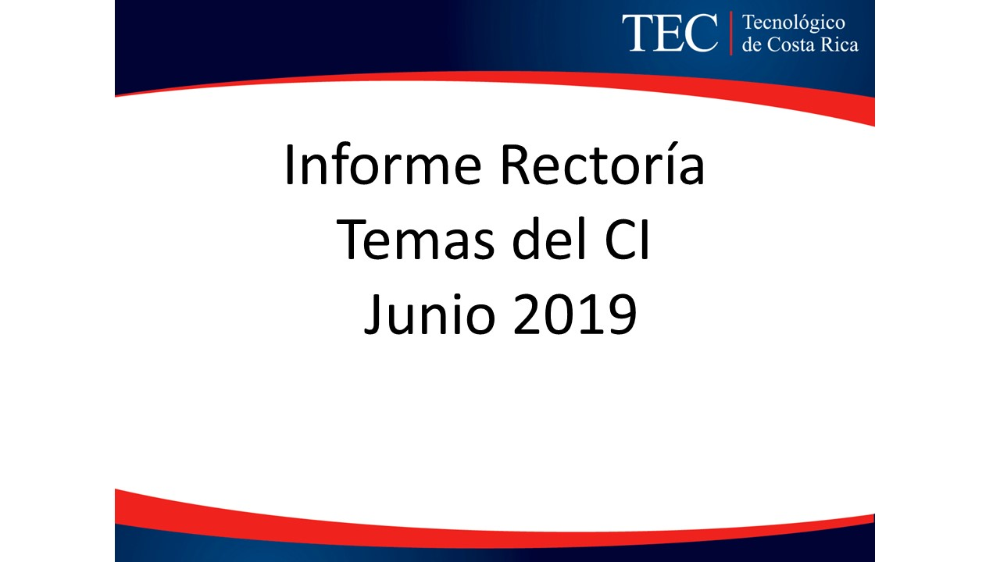 TEC
Tecnológico
de Costa Rica
Informe Rectoría
Temas del CI
Junio 2019